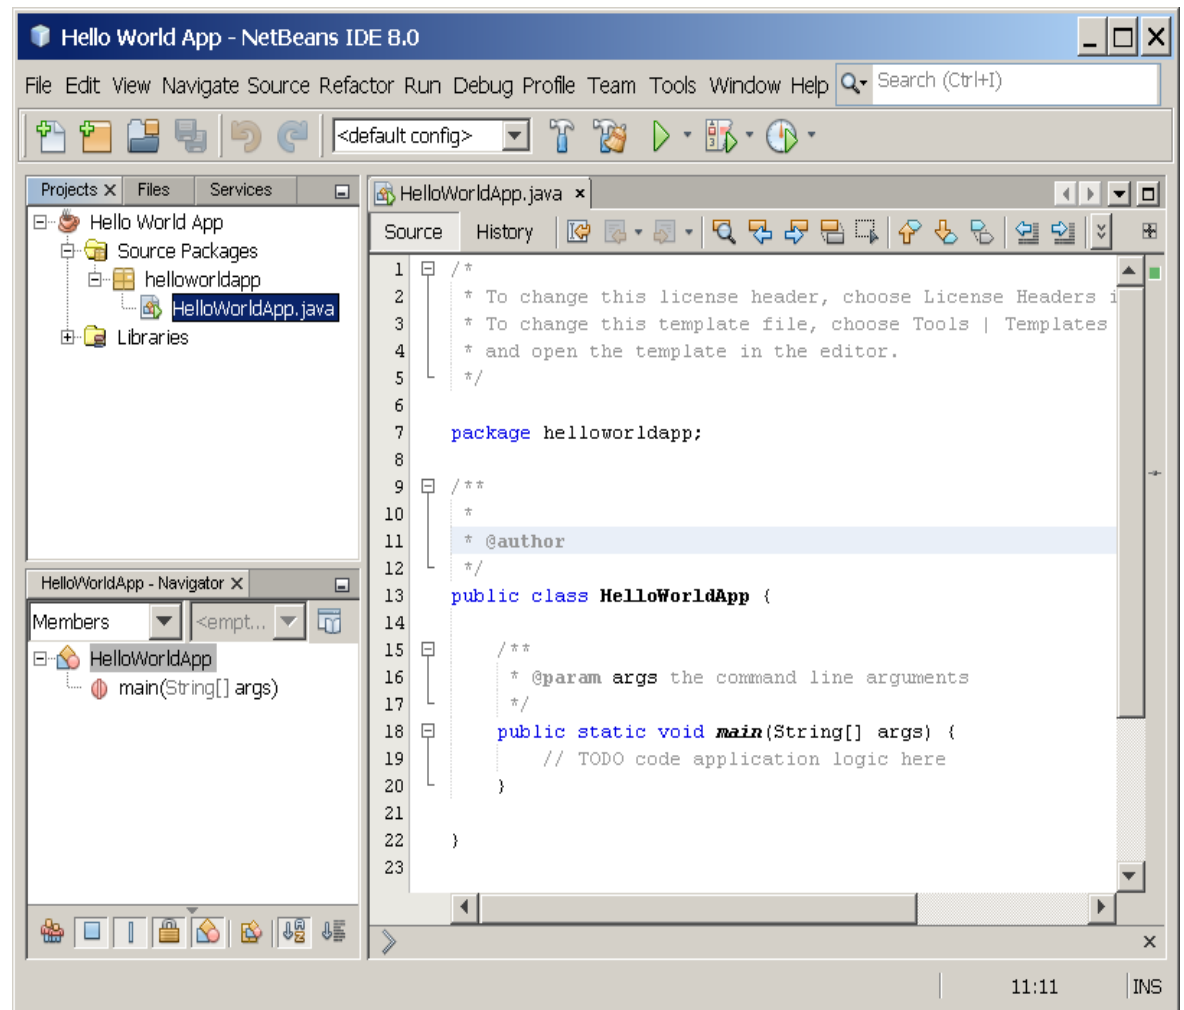 Hello World App - NetBeans IDE 8.0
File Edit View Navigate Source Refactor Run Debug Profile Team Tools Window Help Search (Ctrl+I)
<default config>
Projects Files Services
Hello World App
Source Packages
helloworldapp
HelloWorldApp.java
Libraries
HelloWorldApp - Navigator
Members <empt...
HelloWorldApp
main(String[] args)
HelloWorldApp.java
Source History
1 /*
2 * To change this license header, choose License Headers i
3 * To change this template file, choose Tools | Templates
4 * and open the template in the editor.
5 */
6
7 package helloworldapp;
8
9 /**
10 *
11 * @author
12 */
13 public class HelloWorldApp {
14
15 /**
16 * @param args the command line arguments
17 */
18 public static void main(String[] args) {
19 // TODO code application logic here
20 }
21
22 }
23
11:11 INS